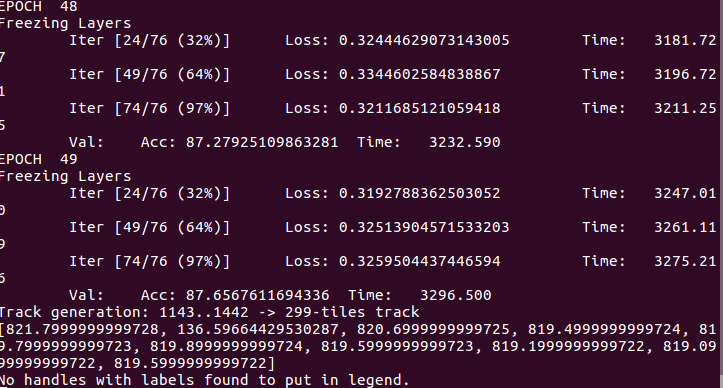 EPOCH  48
Freezing Layers
        Iter [24/76 (32%)]      Loss: 0.32444629073143005        Time:   3181.72
7
        Iter [49/76 (64%)]      Loss: 0.3344602584838867         Time:   3196.72
1
        Iter [74/76 (97%)]      Loss: 0.3211685121059418         Time:   3211.25
5
        Val:    Acc: 87.27925109863281  Time:   3232.590
EPOCH  49
Freezing Layers
        Iter [24/76 (32%)]      Loss: 0.3192788362503052         Time:   3247.01
0
        Iter [49/76 (64%)]      Loss: 0.32513904571533203        Time:   3261.11
9
        Iter [74/76 (97%)]      Loss: 0.3259504437446594         Time:   3275.21
6
        Val:    Acc: 87.6567611694336  Time:   3296.500
Track generation: 1143..1442 -> 299-tiles track
[821.7999999999728, 136.59664429530287, 820.6999999999725, 819.4999999999724, 81
9.7999999999723, 819.8999999999724, 819.5999999999723, 819.1999999999722, 819.09
99999999722, 819.5999999999722]
No handles with labels found to put in legend.